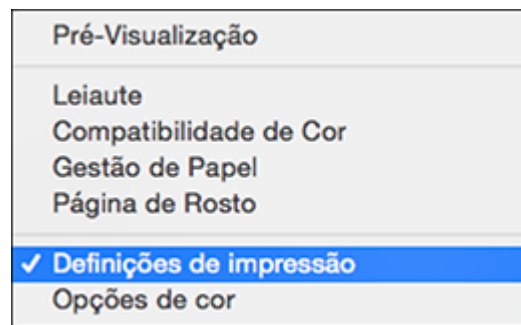 Pré-Visualização
Leiaute
Compatibilidade de Cor
Gestão de Papel
Página de Rosto
✓ Definições de impressão
Opções de cor